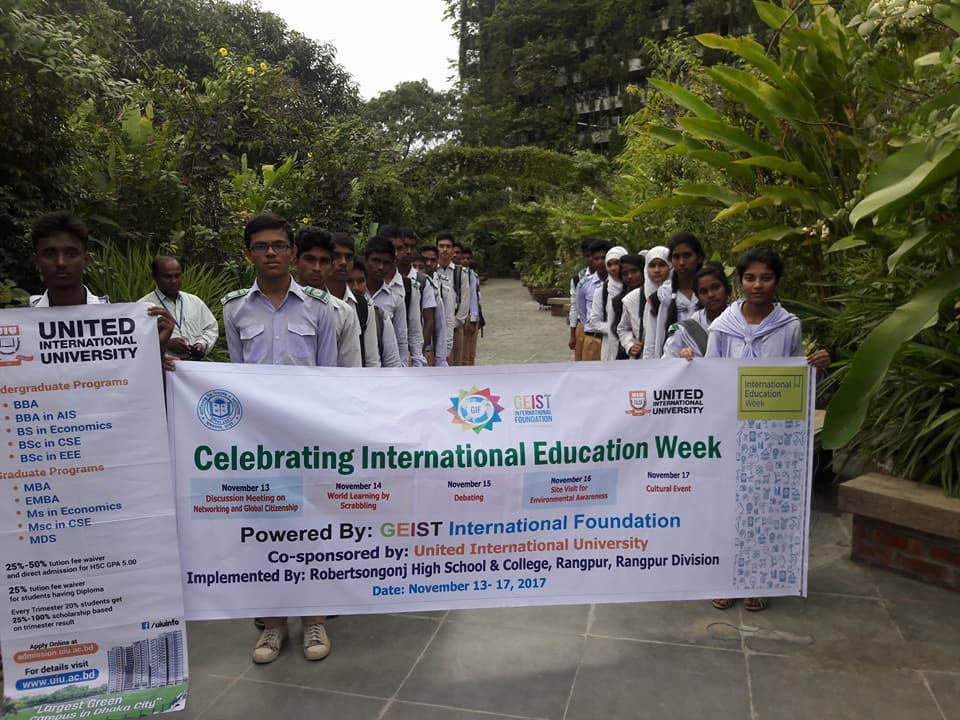 UNITED
INTERNATIONAL
UNIVERSITY
dergraduate Programs
BBA
BBA in AIS
BS in Economics
BSc in CSE
BSc in EEE
Graduate Programs
MBA
EMBA
Ms in Economics
Msc in CSE
MDS
25%-50% tution fee waiver
and direct admission for HSC GPA 5.00
25% tution fee waiver
for students having Diploma
Every Trimester 20% students get
25%-100% scholarship based
on trimester result
/uiuinfo
Apply Online at
admission.uiu.ac.bd
For details visit
www.uiu.ac.bd
"Largest Green
Campus in Dhaka City"
GIF
GEIST
INTERNATIONAL
FOUNDATION
UIU
UNITED
INTERNATIONAL
UNIVERSITY
International
Education
Week
Celebrating International Education Week
November 13
Discussion Meeting on
Networking and Global Citizenship
November 14
World Learning by
Scrabbling
November 15
Debating
November 16
Site Visit for
Environmental Awareness
November 17
Cultural Event
Powered By: GEIST International Foundation
Co-sponsored by: United International University
Implemented By: Robertsongonj High School & College, Rangpur, Rangpur Division
Date: November 13- 17, 2017